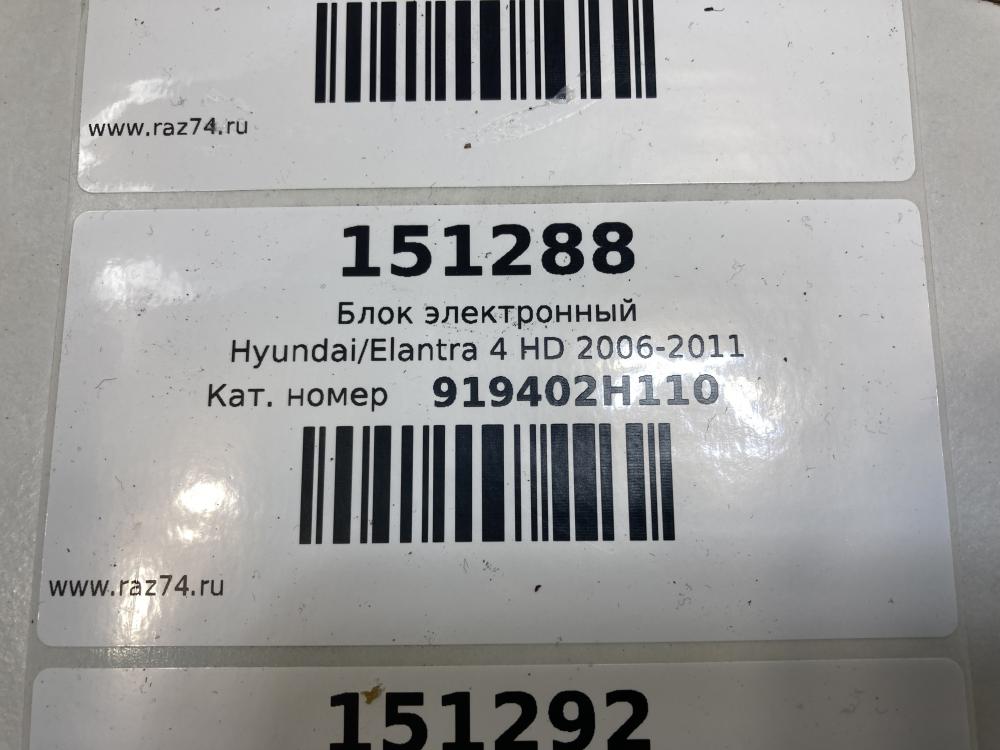 www.raz74.ru
151288
Блок электронный
Hyundai/Elantra 4 HD 2006-2011
Кат. номер 919402H110
www.raz74.ru
151292